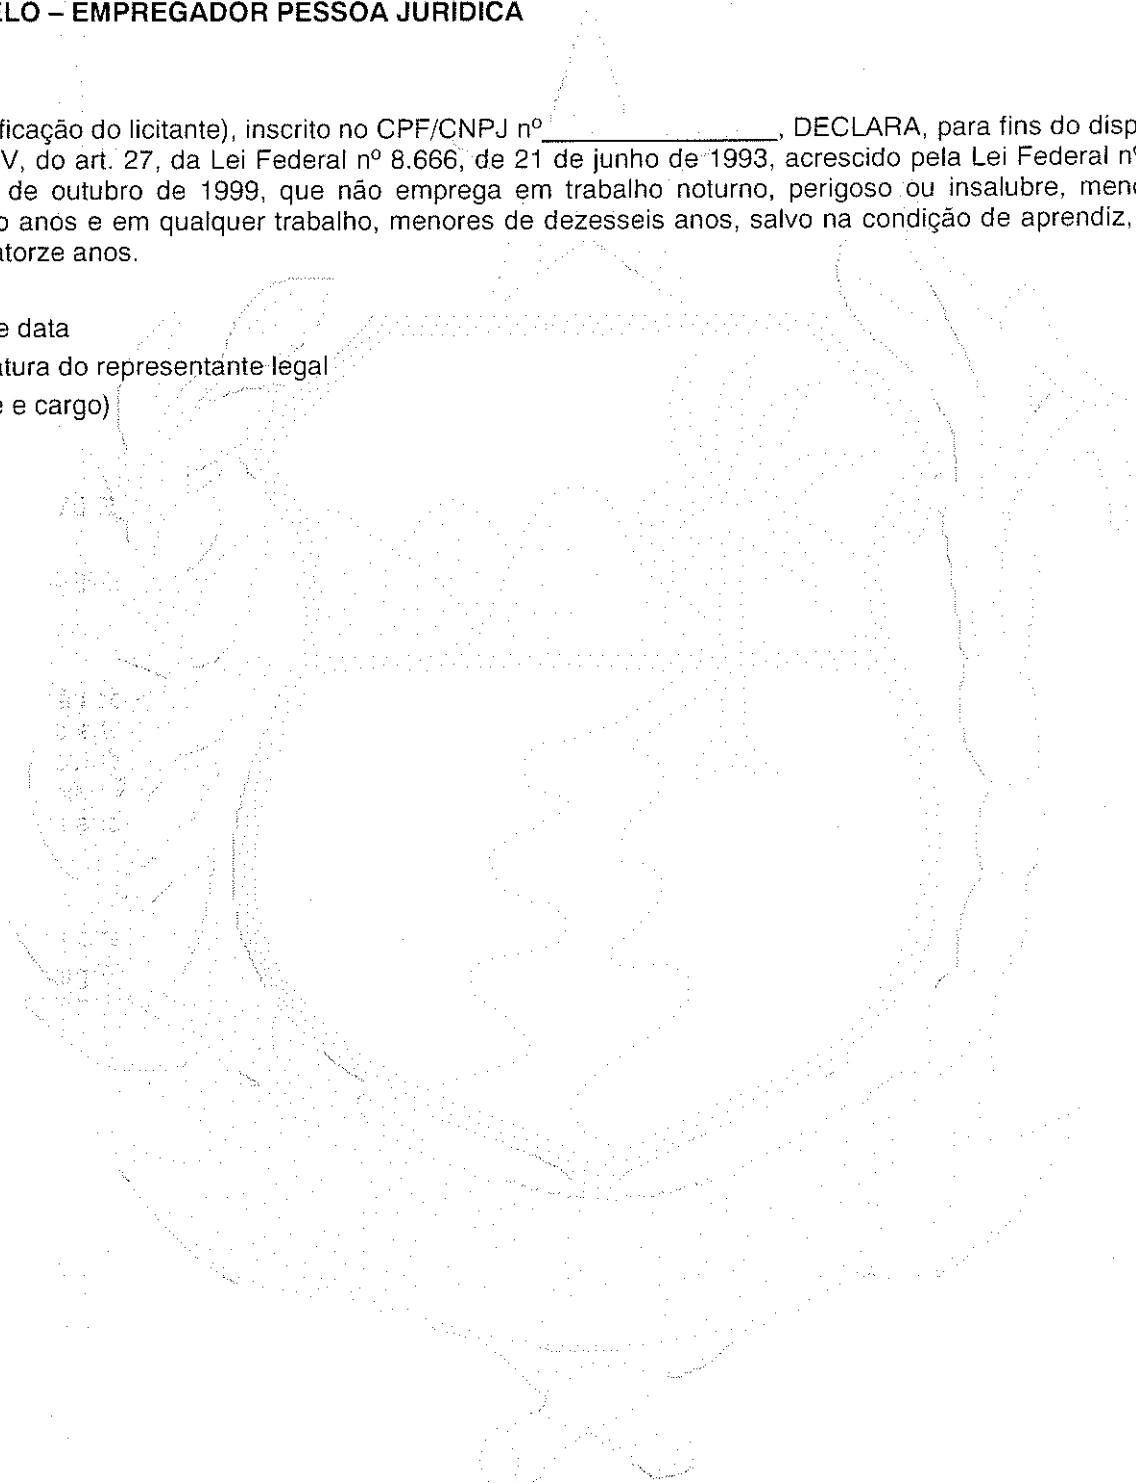 ELO – EMPREGADOR PESSOA JURÍDICA
ificação do licitante), inscrito no CPF/CNPJ nº________________, DECLARA, para fins do disp
V, do art. 27, da Lei Federal nº 8.666, de 21 de junho de 1993, acrescido pela Lei Federal nº
de outubro de 1999, que não emprega em trabalho noturno, perigoso ou insalubre, men
o anos e em qualquer trabalho, menores de dezesseis anos, salvo na condição de aprendiz,
atorze anos.
e data
atura do representante legal
e e cargo)